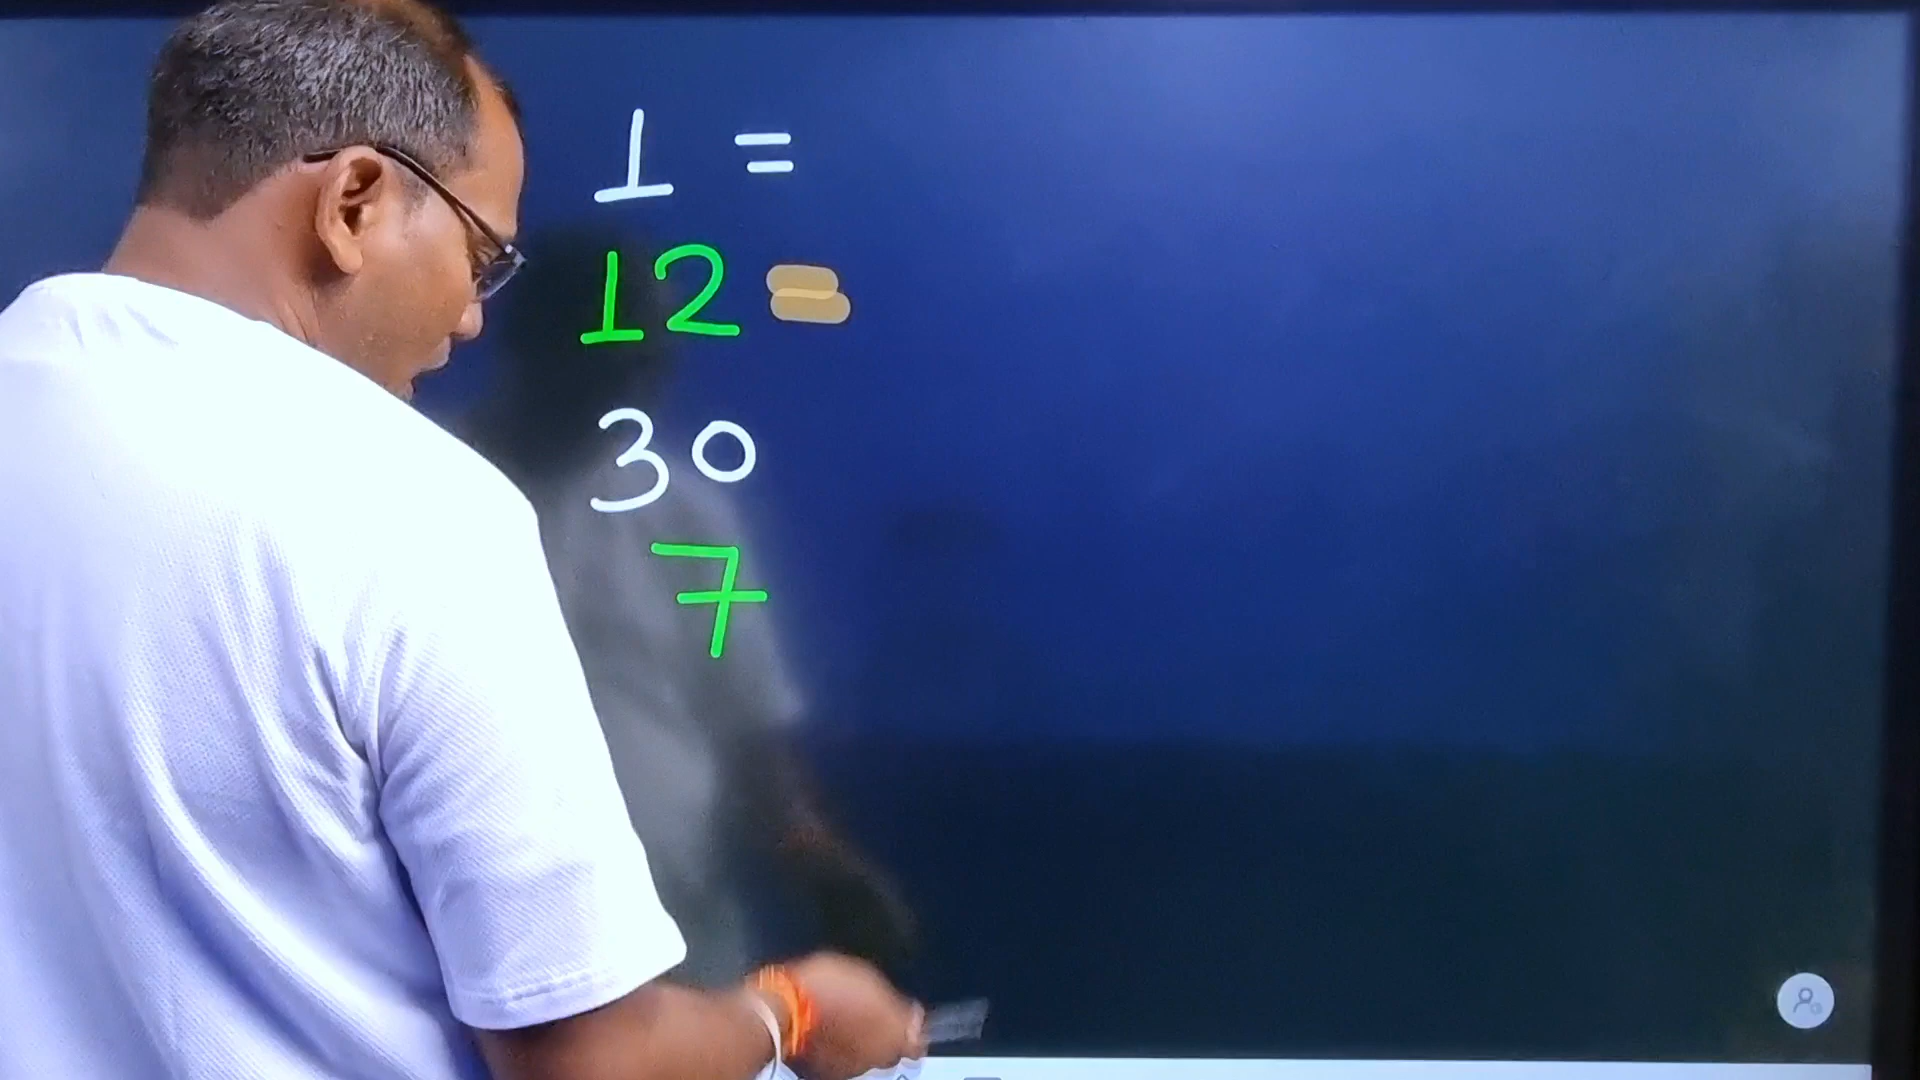 1 =
12 =
30
7